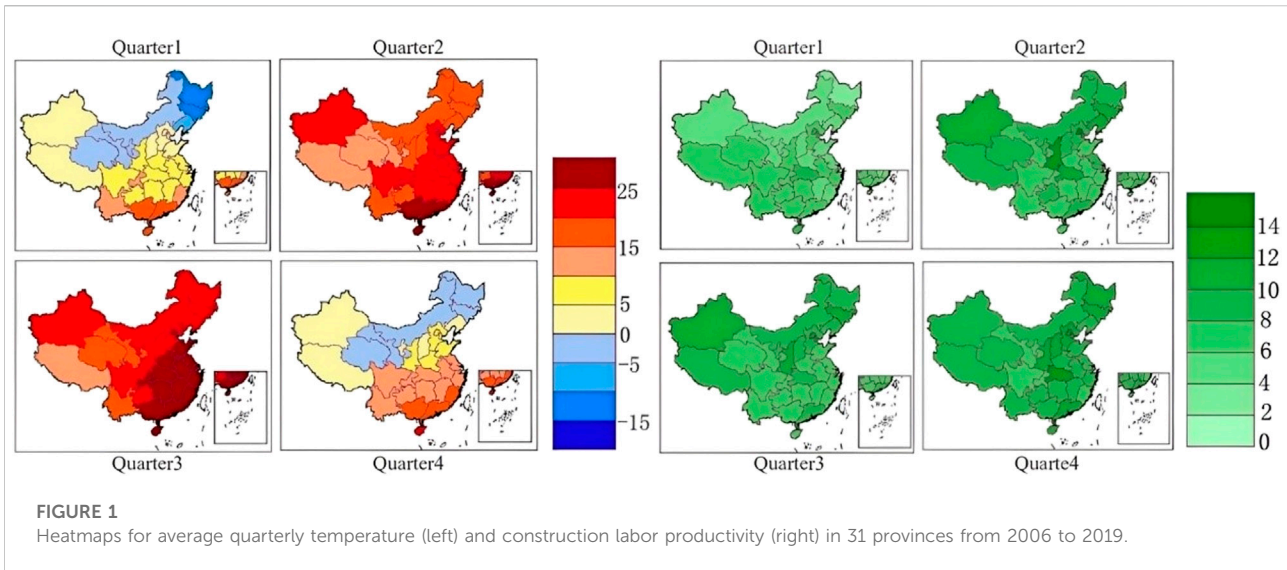 Quarter1
Quarter2
Quarter1
Quarter2
25
15
5
0
-5
-15
14
12
10
8
6
4
2
0
Quarter3
Quarter4
Quarter3
Quarte4
FIGURE 1
Heatmaps for average quarterly temperature (left) and construction labor productivity (right) in 31 provinces from 2006 to 2019.